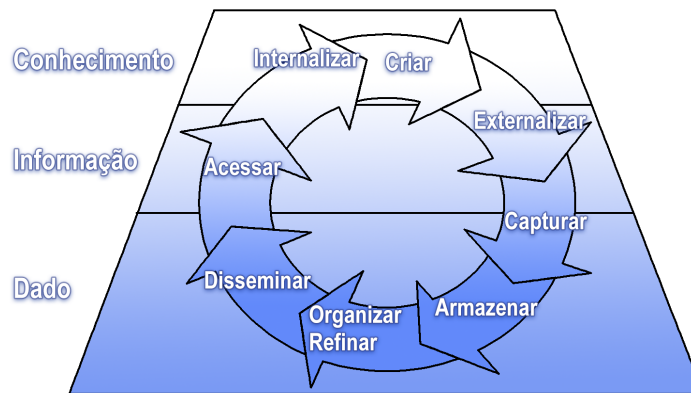 Conhecimento
Internalizar
Criar
Externalizar
Informação
Acessar
Capturar
Dado
Disseminar
Organizar
Refinar
Armazenar